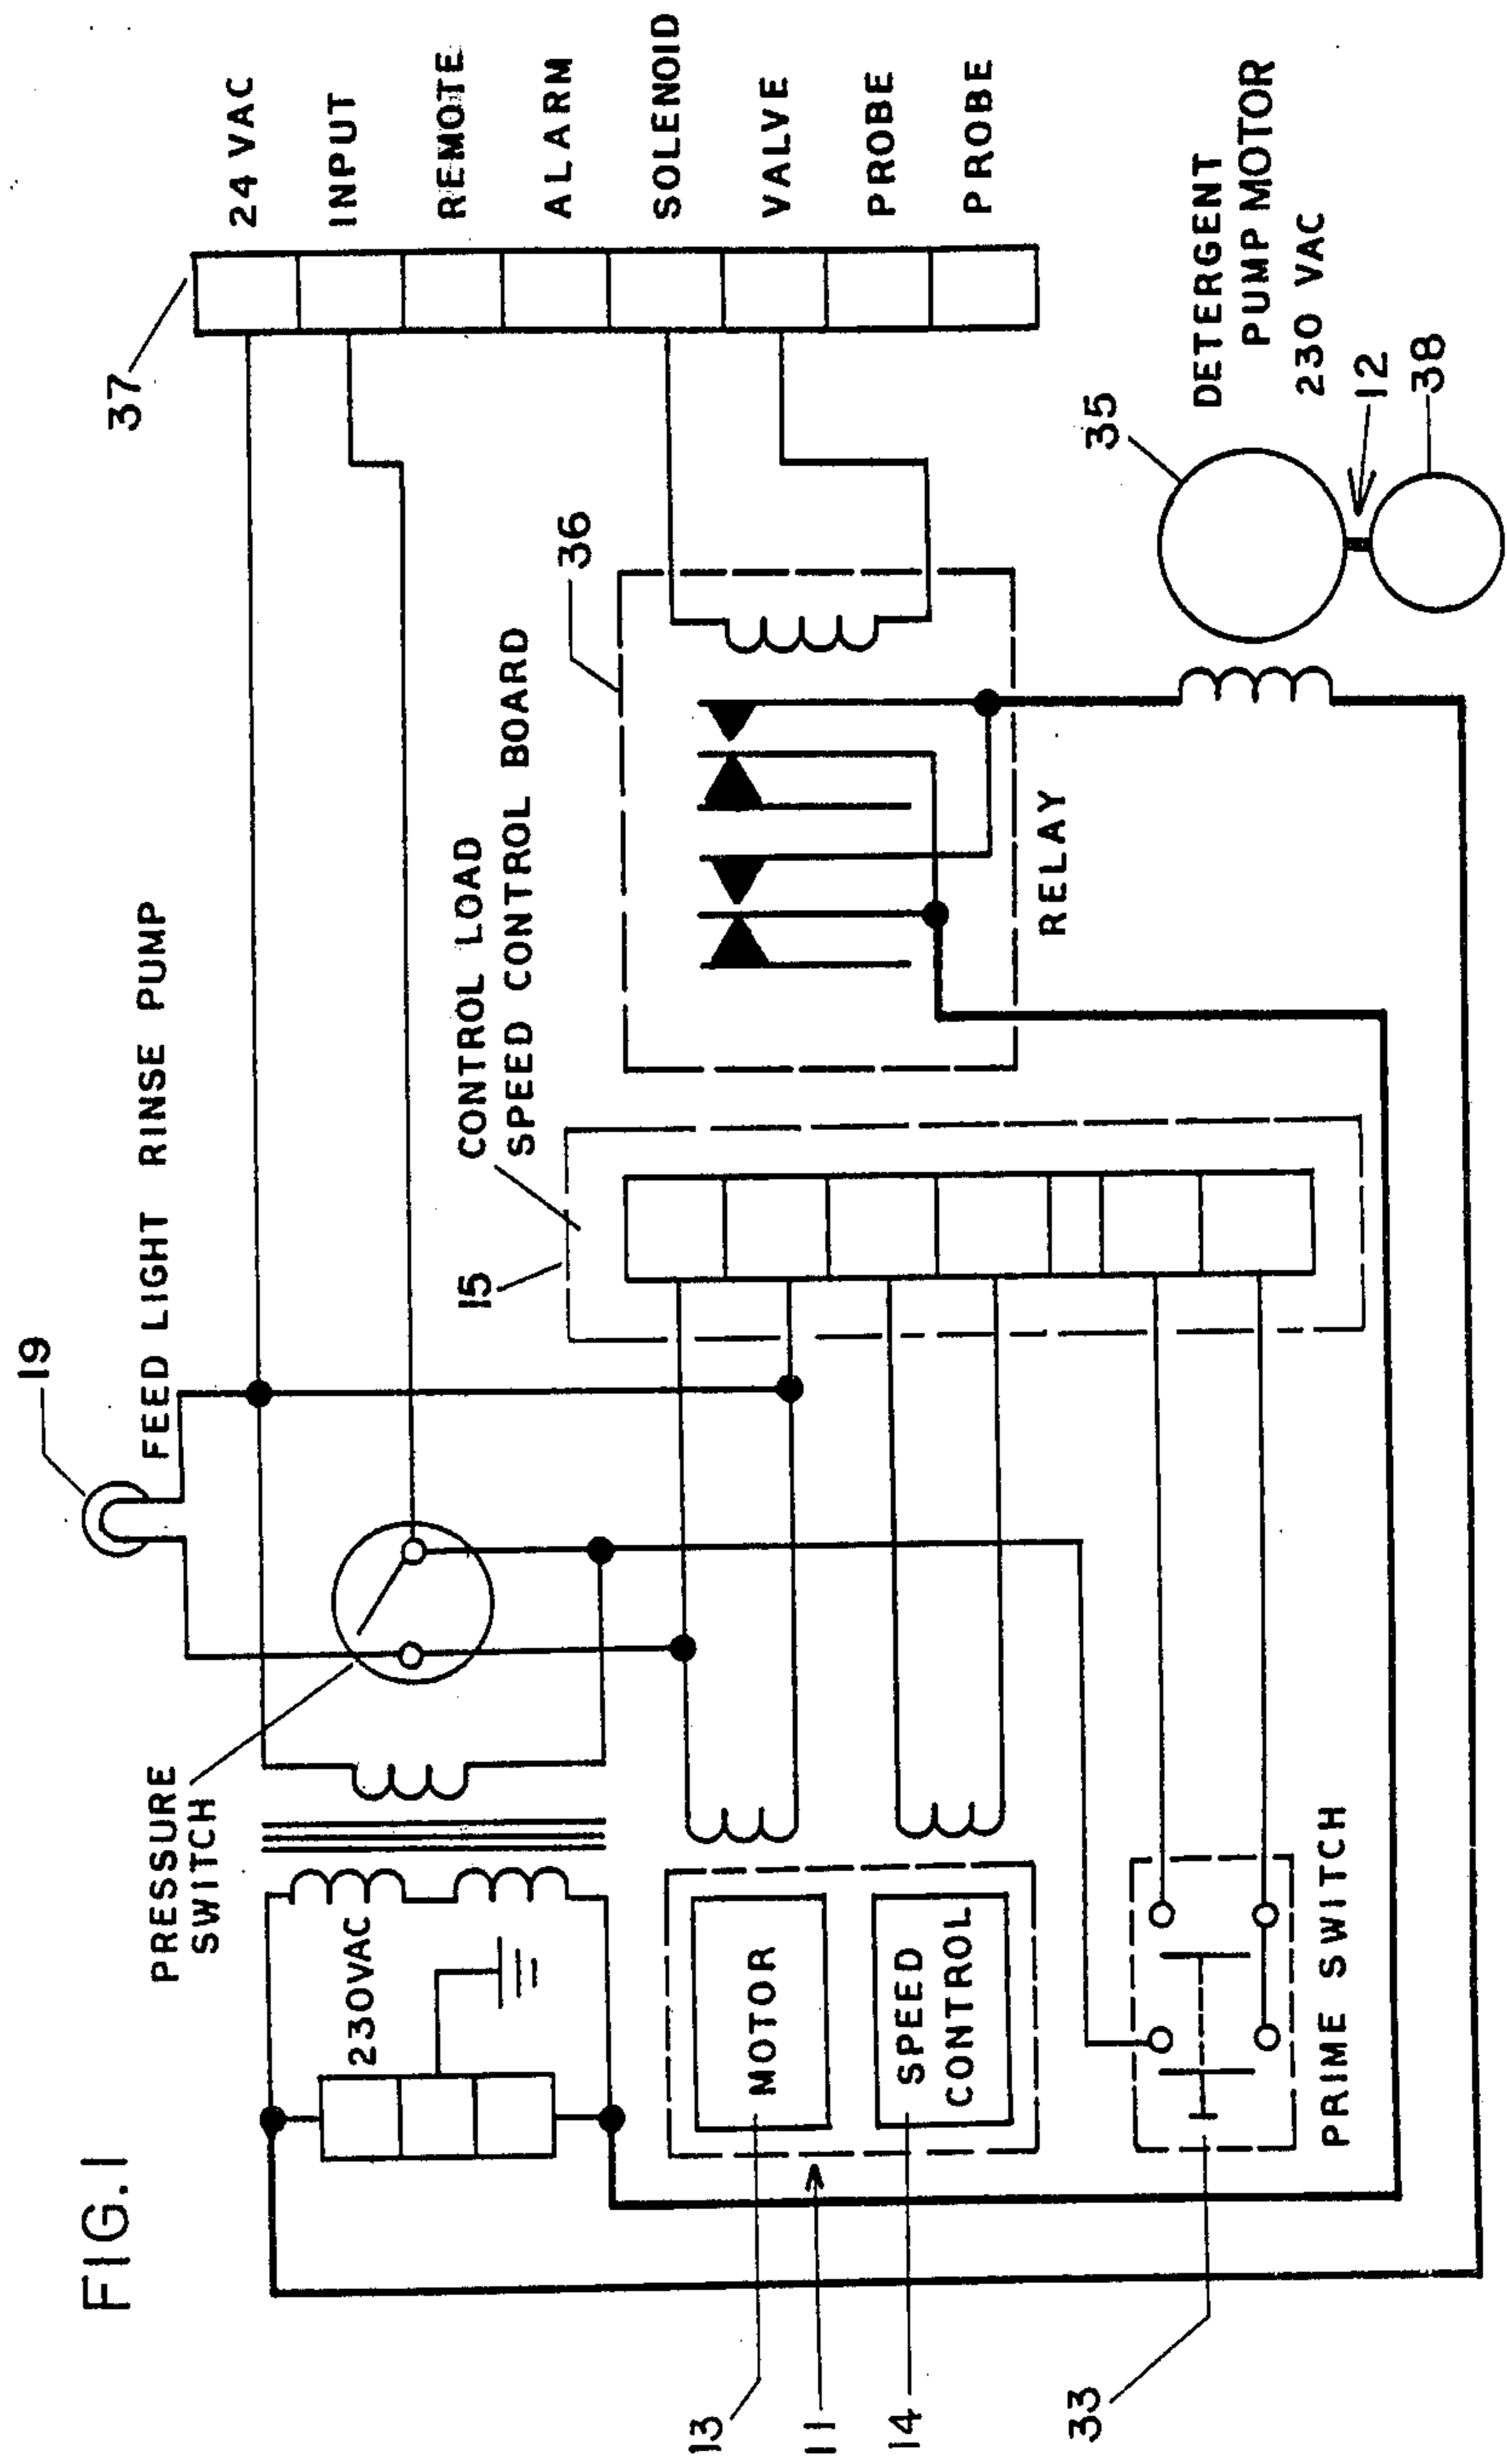 FIG. 1
19
FEED LIGHT RINSE PUMP
37
24 VAC
INPUT
REMOTE
ALARM
SOLENOID
VALVE
PROBE
PROBE
PRESSURE
SWITCH
230VAC
15
CONTROL LOAD
SPEED CONTROL BOARD
36
RELAY
35
DETERGENT
PUMP MOTOR
230 VAC
12
38
MOTOR
SPEED
CONTROL
13
11
14
33
PRIME SWITCH